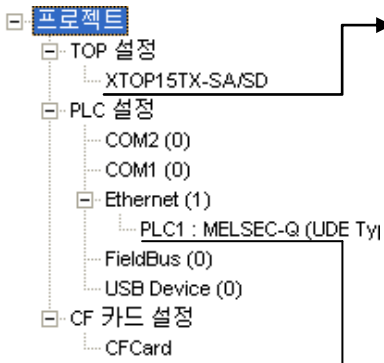 프로젝트
TOP 설정
XTOP15TX-SA/SD
PLC 설정
COM2 (0)
COM1 (0)
Ethernet (1)
PLC1 : MELSEC-Q (UDE Typ
FieldBus (0)
USB Device (0)
CF 카드 설정
CFCard